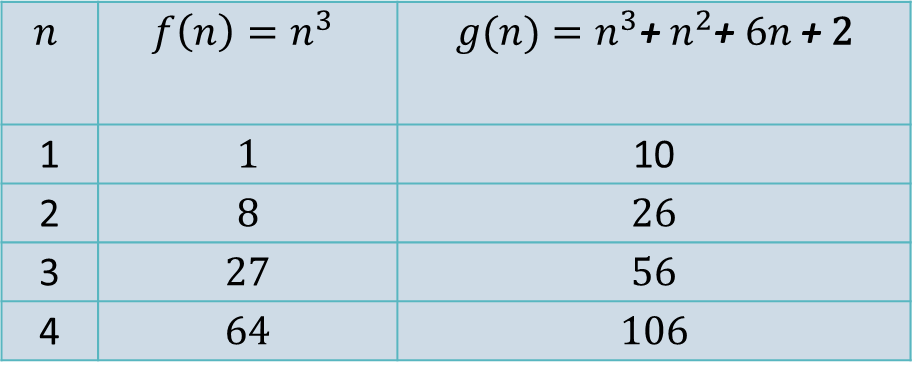 n f(n) = n³ g(n) = n³+ n²+ 6n + 2
1 1 10
2 8 26
3 27 56
4 64 106